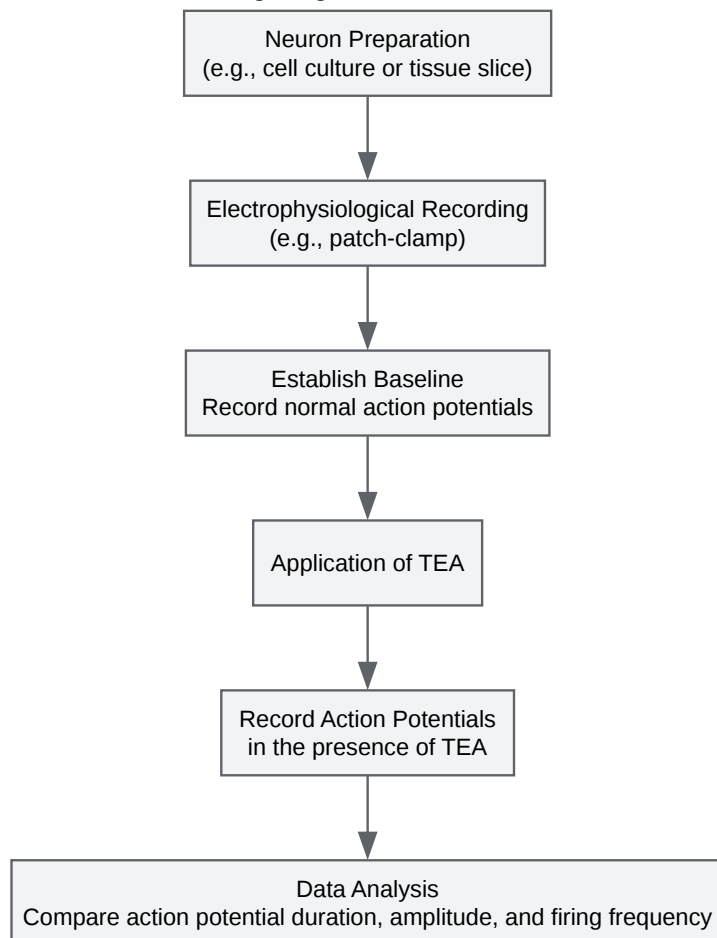 Neuron Preparation
(e.g., cell culture or tissue slice)
Electrophysiological Recording
(e.g., patch-clamp)
Establish Baseline
Record normal action potentials
Application of TEA
Record Action Potentials
in the presence of TEA
Data Analysis
Compare action potential duration, amplitude, and firing frequency